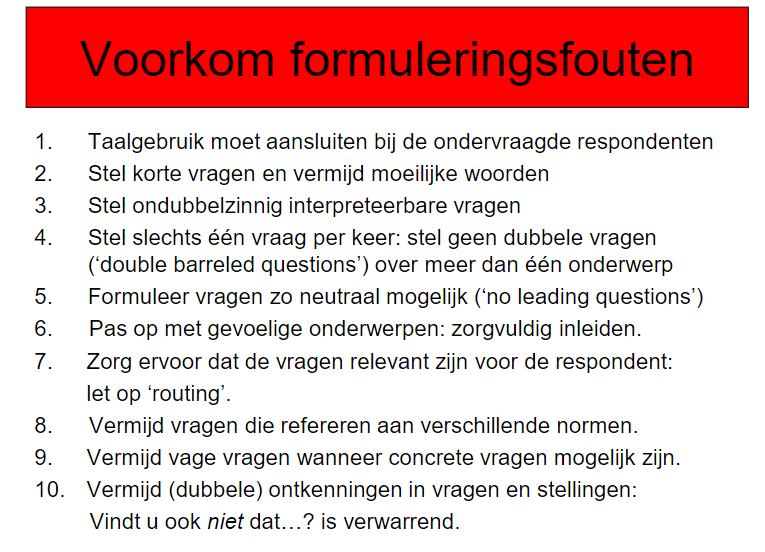 Voorkom formuleringsfouten
1. Taalgebruik moet aansluiten bij de ondervraagde respondenten
2. Stel korte vragen en vermijd moeilijke woorden
3. Stel ondubbelzinnig interpreteerbare vragen
4. Stel slechts één vraag per keer: stel geen dubbele vragen
(‘double barreled questions’) over meer dan één onderwerp
5. Formuleer vragen zo neutraal mogelijk (‘no leading questions’)
6. Pas op met gevoelige onderwerpen: zorgvuldig inleiden.
7. Zorg ervoor dat de vragen relevant zijn voor de respondent:
let op ‘routing’.
8. Vermijd vragen die refereren aan verschillende normen.
9. Vermijd vage vragen wanneer concrete vragen mogelijk zijn.
10. Vermijd (dubbele) ontkenningen in vragen en stellingen:
Vindt u ook niet dat…? is verwarrend.